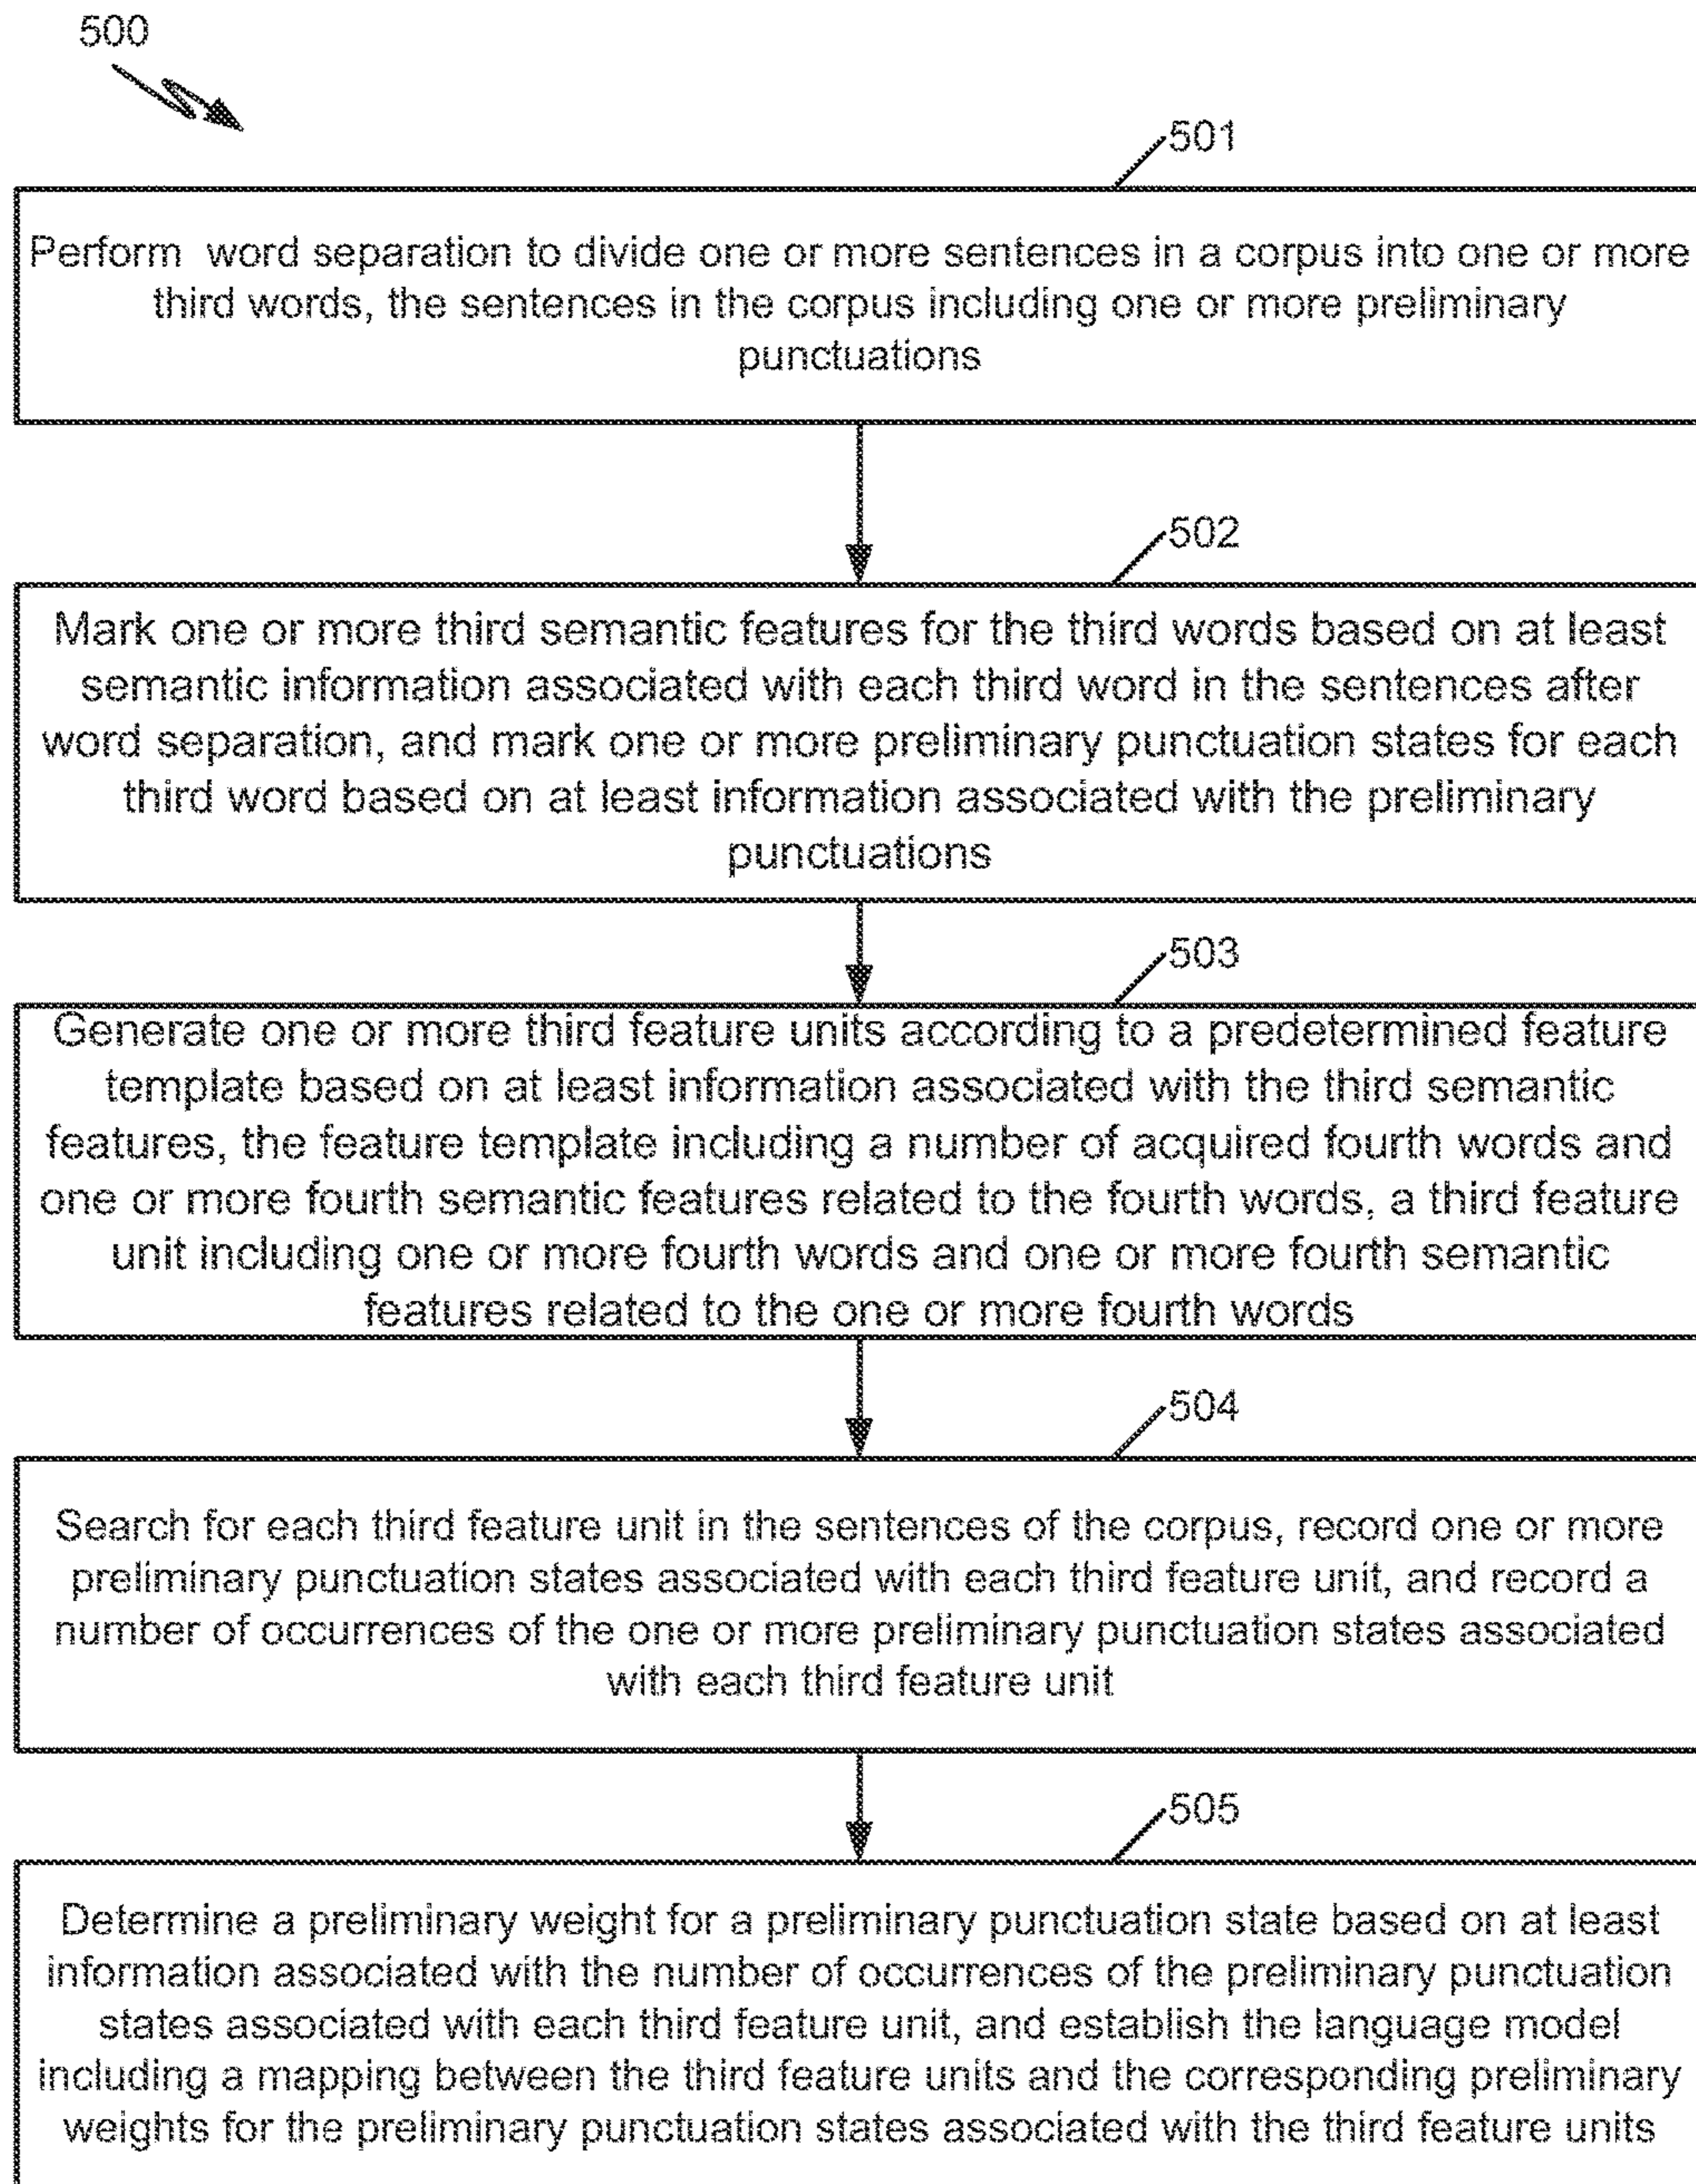 500
501
Perform word separation to divide one or more sentences in a corpus into one or more
third words, the sentences in the corpus including one or more preliminary
punctuations
502
Mark one or more third semantic features for the third words based on at least
semantic information associated with each third word in the sentences after
word separation, and mark one or more preliminary punctuation states for each
third word based on at least information associated with the preliminary
punctuations
503
Generate one or more third feature units according to a predetermined feature
template based on at least information associated with the third semantic
features, the feature template including a number of acquired fourth words and
one or more fourth semantic features related to the fourth words, a third feature
unit including one or more fourth words and one or more fourth semantic
features related to the one or more fourth words
504
Search for each third feature unit in the sentences of the corpus, record one or more
preliminary punctuation states associated with each third feature unit, and record a
number of occurrences of the one or more preliminary punctuation states associated
with each third feature unit
505
Determine a preliminary weight for a preliminary punctuation state based on at least
information associated with the number of occurrences of the preliminary punctuation
states associated with each third feature unit, and establish the language model
including a mapping between the third feature units and the corresponding preliminary
weights for the preliminary punctuation states associated with the third feature units